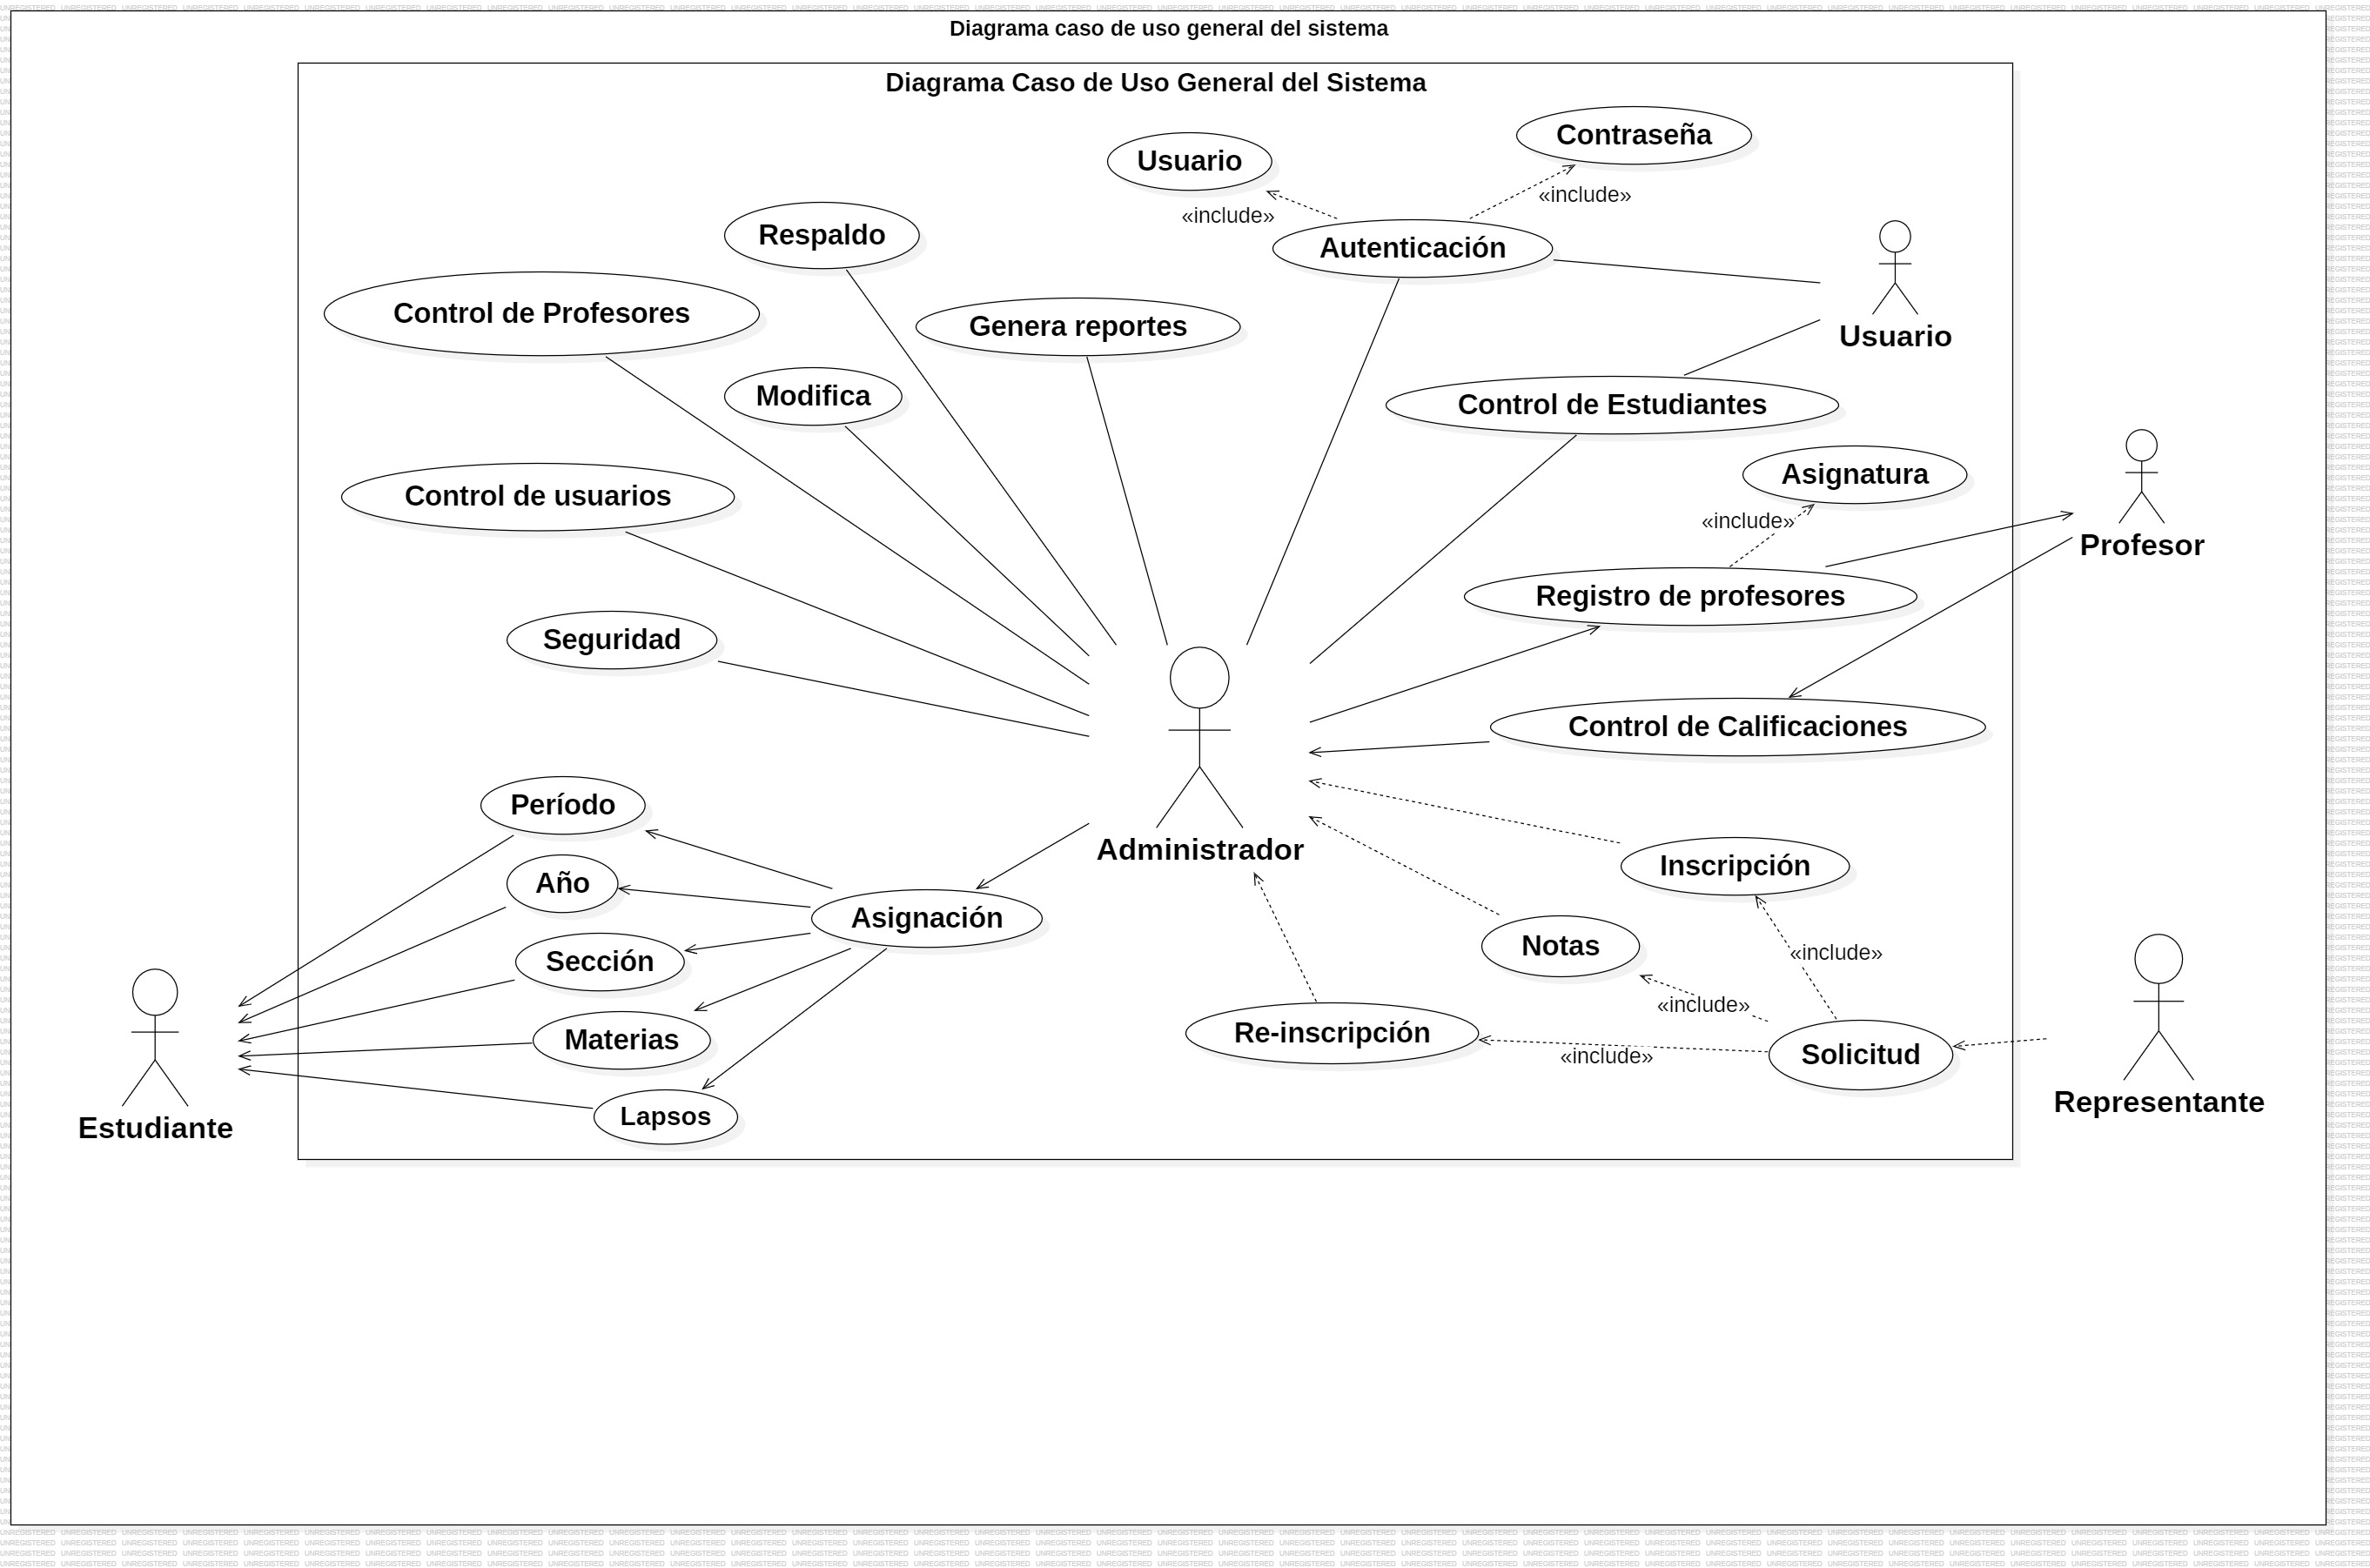 Diagrama caso de uso general del sistema
Diagrama Caso de Uso General del Sistema
Contraseña
Usuario
«include»
«include»
Respaldo
Autenticación
Control de Profesores
Genera reportes
Usuario
Modifica
Control de Estudiantes
Asignatura
Control de usuarios
«include»
Profesor
Registro de profesores
Seguridad
Control de Calificaciones
Período
Administrador
Inscripción
Año
Asignación
Notas
«include»
Sección
«include»
Re-inscripción
Materias
«include»
Solicitud
Representante
Lapsos
Estudiante
UNREGISTERED